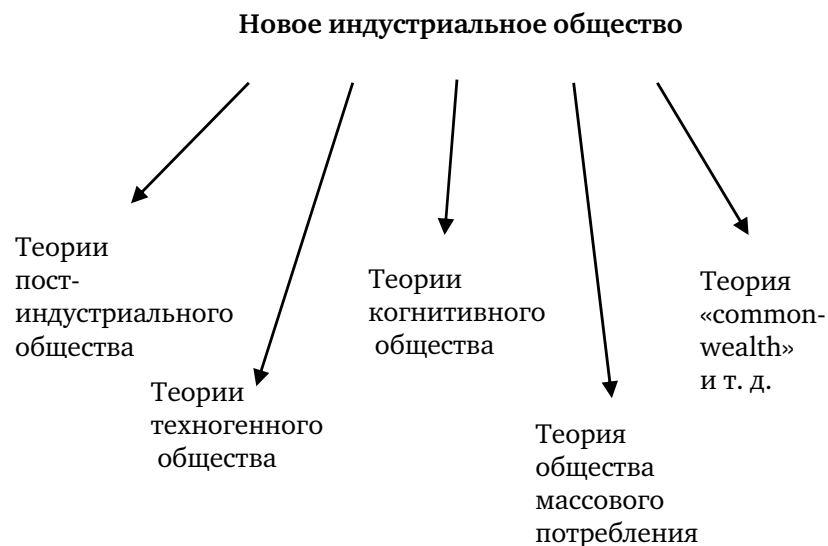 Новое индустриальное общество
Теории
пост-
индустриального
общества
Теории
техногенного
общества
Теории
когнитивного
общества
Теория
общества
массового
потребления
Теория
«common-
wealth»
и т. д.